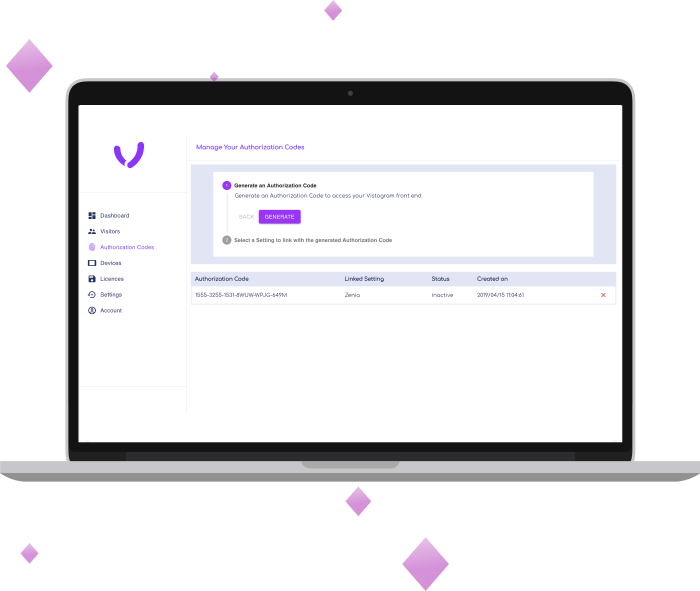 Manage Your Authorization Codes
1 Generate an Authorization Code
Generate an Authorization Code to access your Vistogram front end.
BACK GENERATE
2 Select a Setting to link with the generated Authorization Code
Dashboard
Visitors
Authorization Codes
Devices
Licences
Settings
Account
Authorization Code Linked Setting Status Created on
1555-3255-1531-8WUW-WPJG-649M Zenia inactive 2019/04/15 11:04:61